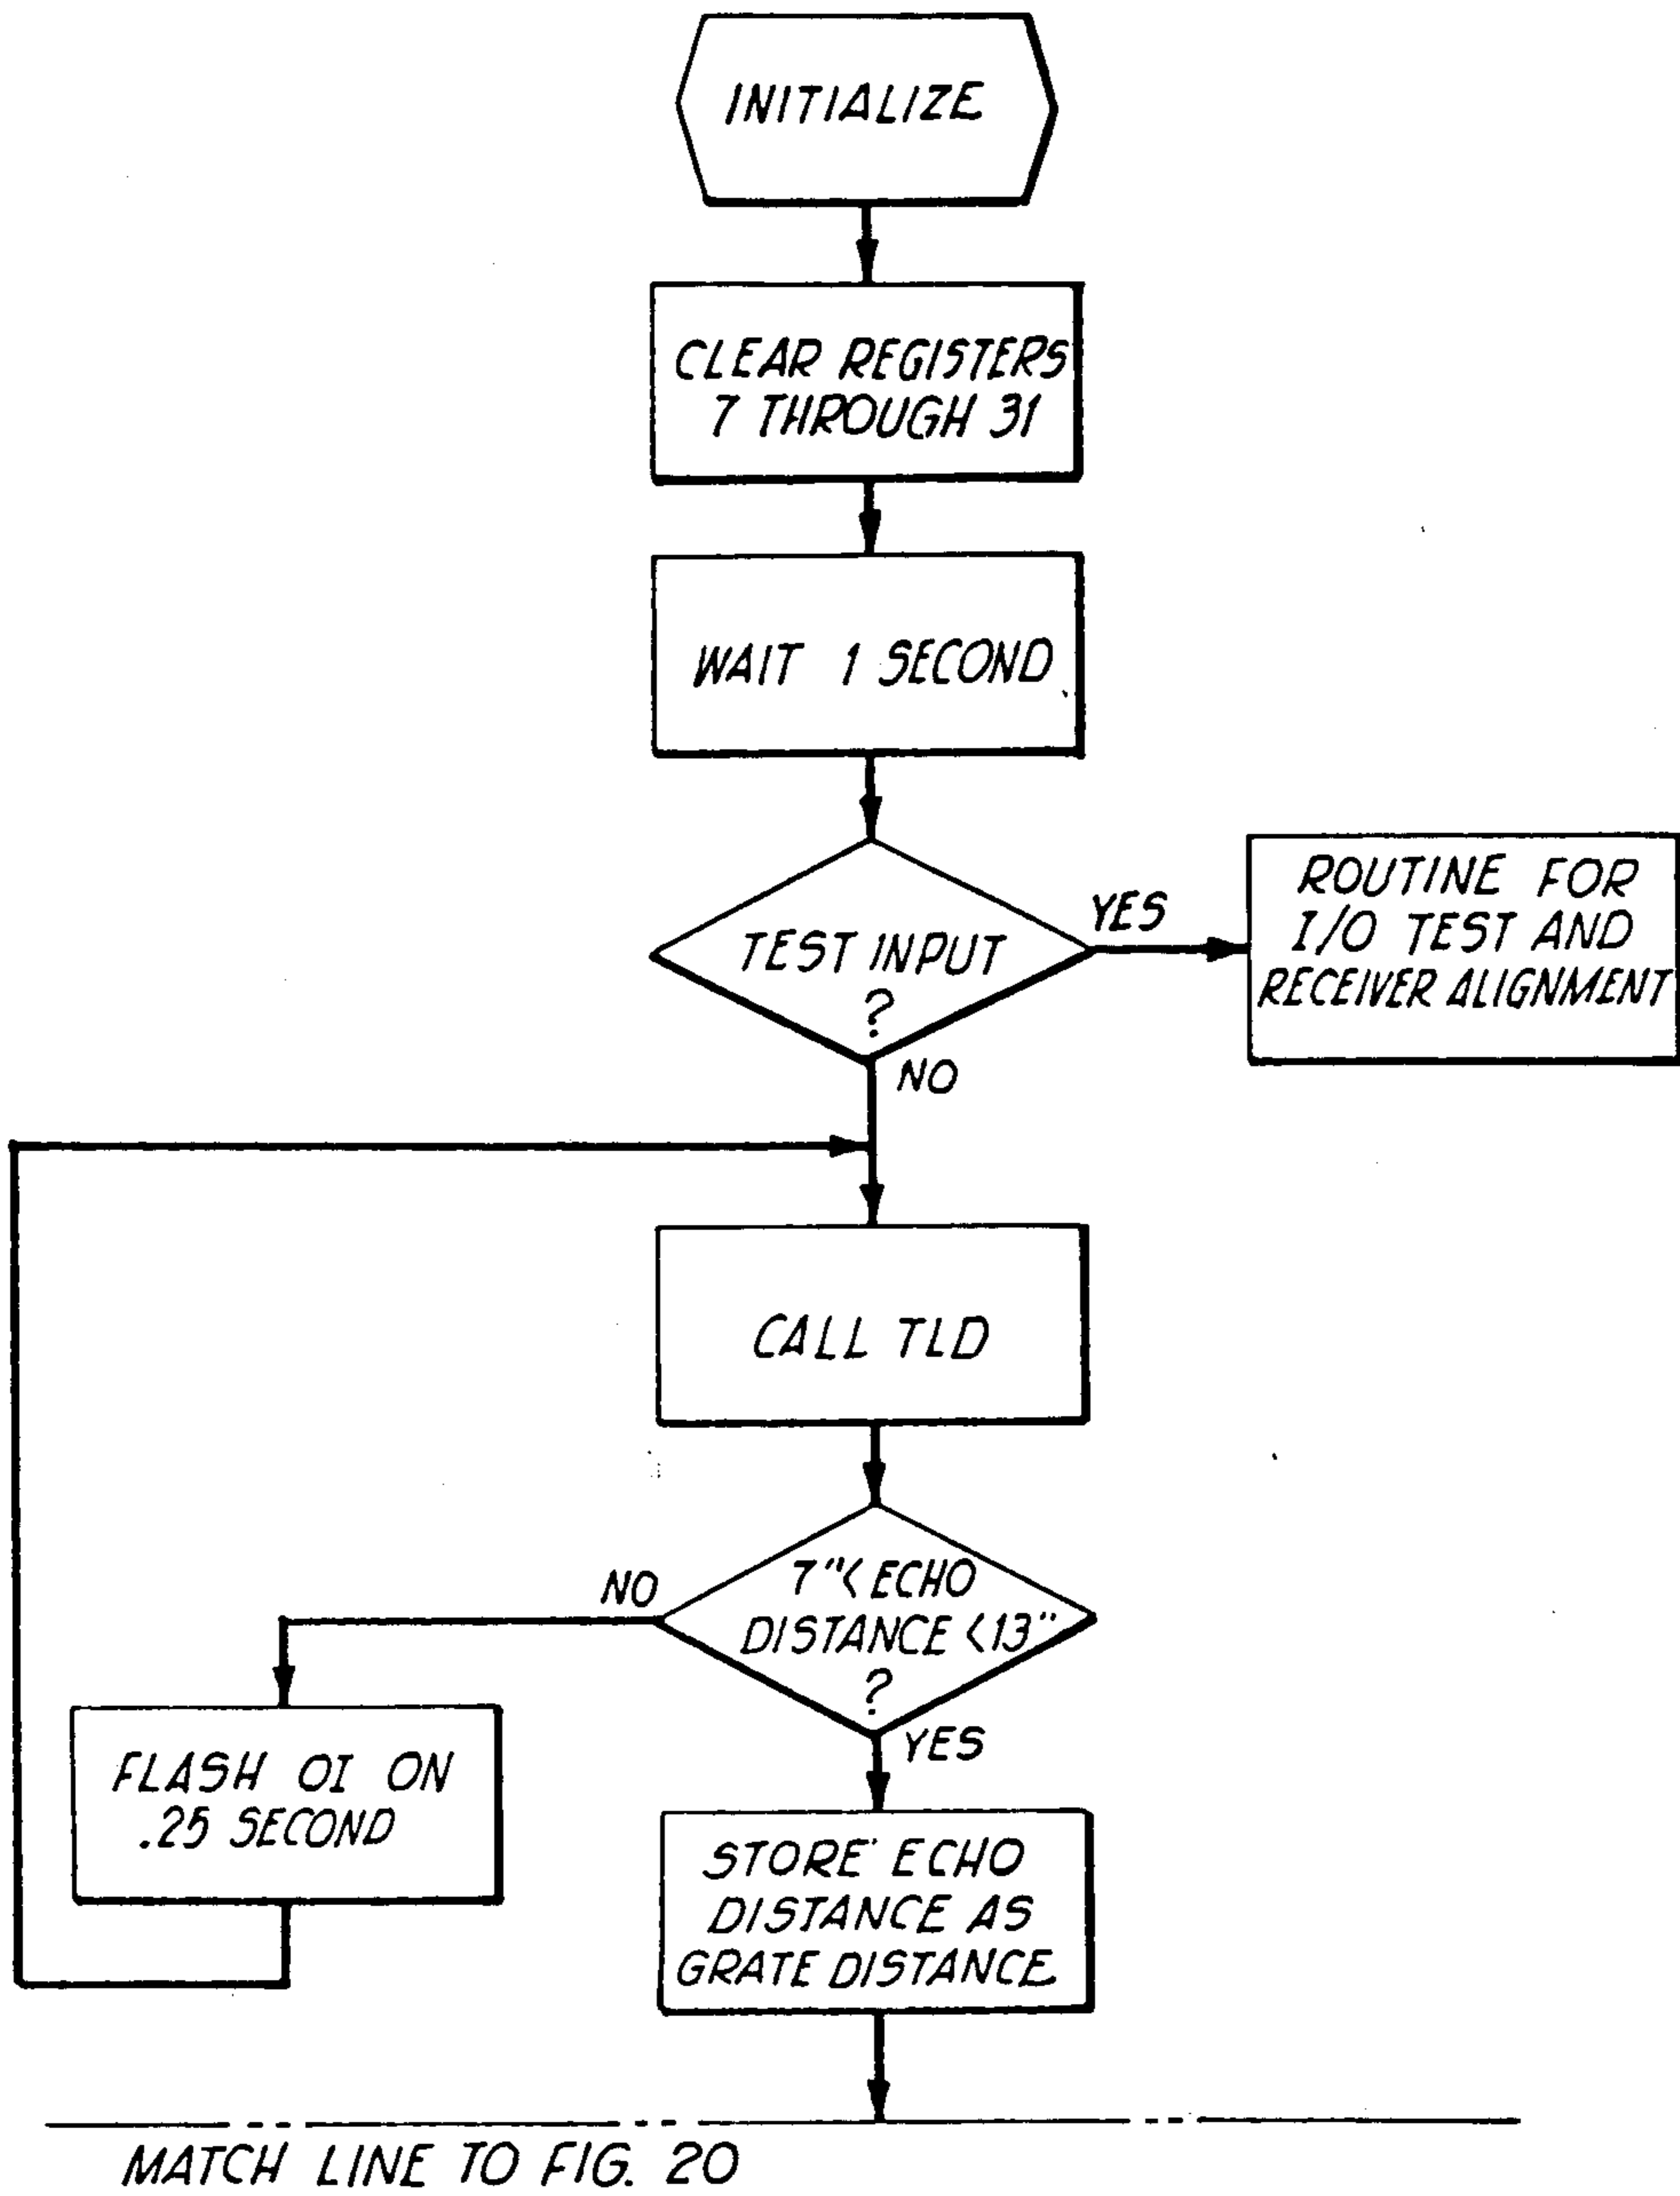 INITIALIZE
CLEAR REGISTERS
7 THROUGH 31
WAIT 1 SECOND
TEST INPUT
?
YES
ROUTINE FOR
I/O TEST AND
RECEIVER ALIGNMENT
NO
CALL TLD
7"< ECHO
DISTANCE <13"
?
NO
YES
FLASH OI ON
.25 SECOND
STORE ECHO
DISTANCE AS
GRATE DISTANCE
MATCH LINE TO FIG. 20